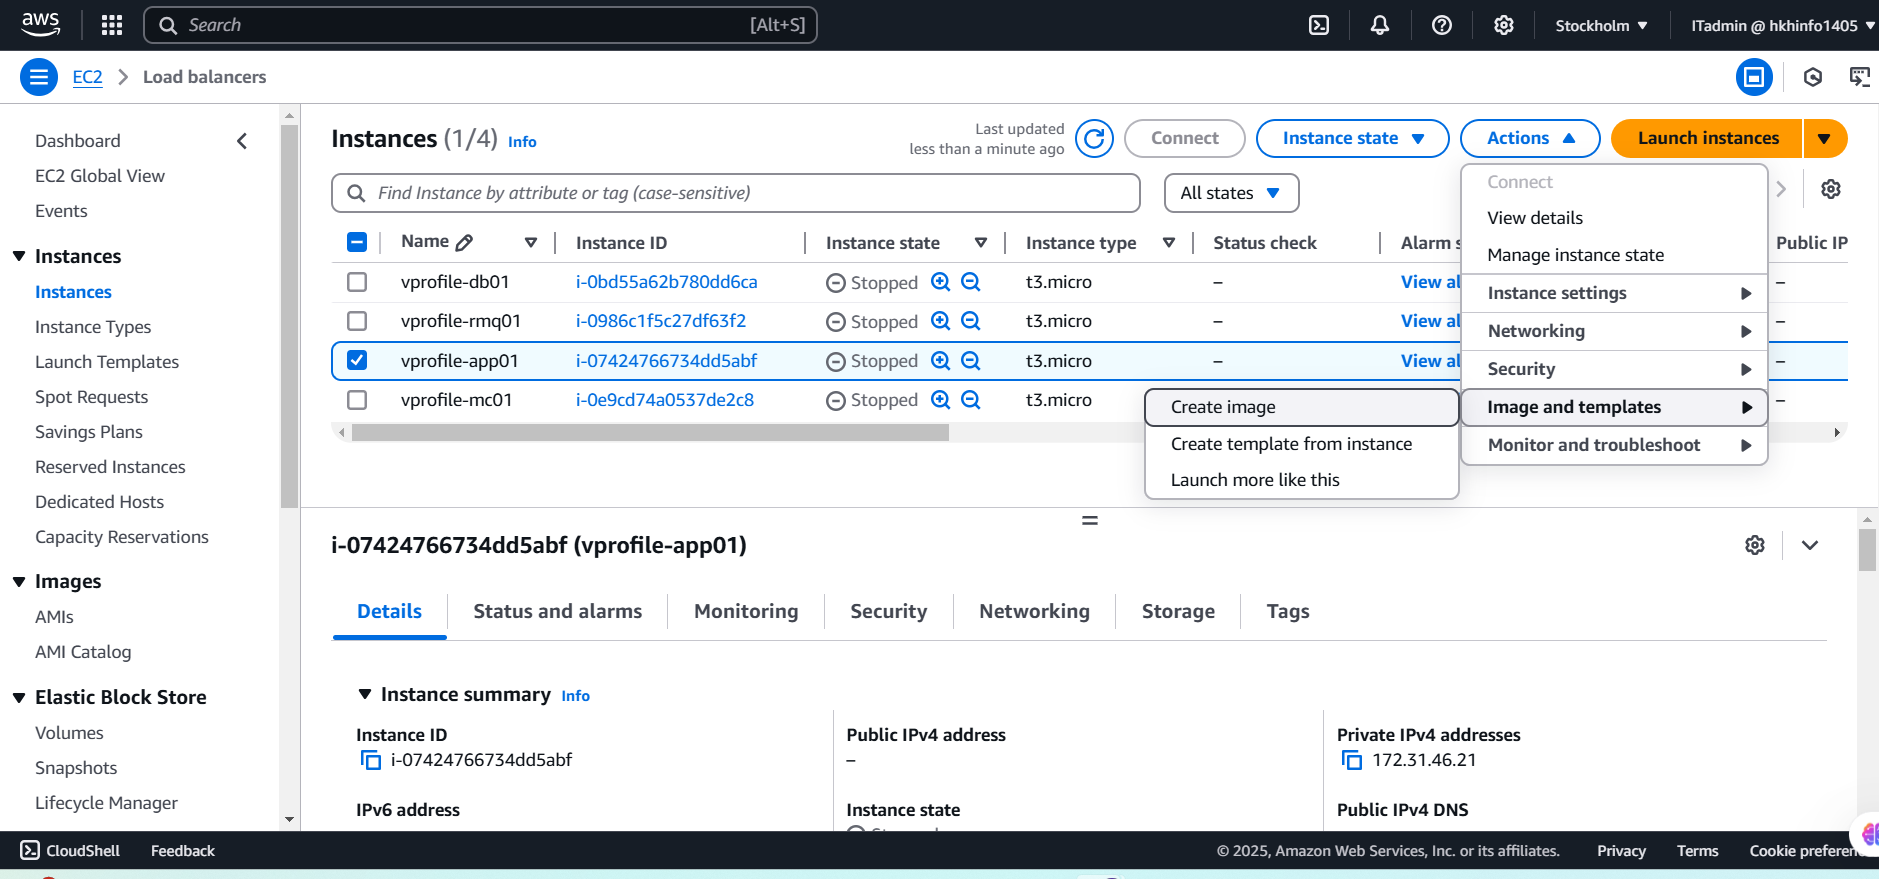 aws
Search [Alt+S]
Stockholm
ITadmin @ hkhinfo1405
EC2 Load balancers
Dashboard
EC2 Global View
Events
Instances
Instances
Instance Types
Launch Templates
Spot Requests
Savings Plans
Reserved Instances
Dedicated Hosts
Capacity Reservations
Images
AMIs
AMI Catalog
Elastic Block Store
Volumes
Snapshots
Lifecycle Manager
Instances (1/4) Info
Last updated
less than a minute ago
Connect
Instance state
Actions
Launch instances
Find Instance by attribute or tag (case-sensitive)
All states
Name Instance ID Instance state Instance type Status check Alarm s Public IP
vprofile-db01 i-0bd55a62b780dd6ca Stopped t3.micro – View al –
vprofile-rmq01 i-0986c1f5c27df63f2 Stopped t3.micro – View al –
vprofile-app01 i-07424766734dd5abf Stopped t3.micro – View al –
vprofile-mc01 i-0e9cd74a0537de2c8 Stopped t3.micro –
Connect
View details
Manage instance state
Instance settings
Networking
Security
Image and templates
Monitor and troubleshoot
Create image
Create template from instance
Launch more like this
i-07424766734dd5abf (vprofile-app01)
Details Status and alarms Monitoring Security Networking Storage Tags
Instance summary Info
Instance ID
i-07424766734dd5abf
Public IPv4 address
–
Private IPv4 addresses
172.31.46.21
IPv6 address
Instance state
Public IPv4 DNS
CloudShell Feedback
© 2025, Amazon Web Services, Inc. or its affiliates. Privacy Terms Cookie preferen